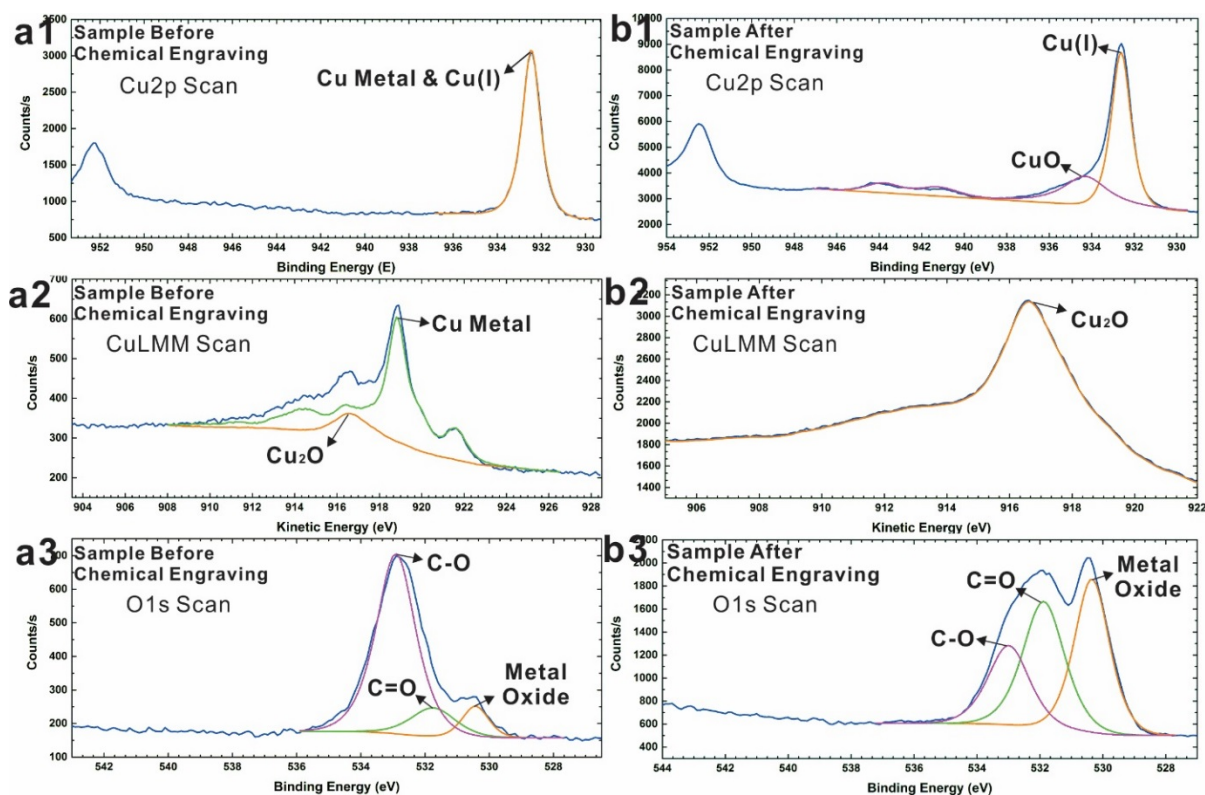 a1
Sample Before
Chemical Engraving
Cu2p Scan
Cu Metal & Cu(I)
3500
3000
2500
2000
1500
1000
500
Counts/s
952 950 948 946 944 942 940 938 936 934 932 930
Binding Energy (E)
b1
Sample After
Chemical Engraving
Cu2p Scan
Cu(I)
CuO
10000
9000
8000
7000
6000
5000
4000
3000
2000
Counts/s
954 952 950 948 946 944 942 940 938 936 934 932 930
Binding Energy (eV)
a2
Sample Before
Chemical Engraving
CuLMM Scan
Cu Metal
Cu₂O
700
600
500
400
300
200
Counts/s
904 906 908 910 912 914 916 918 920 922 924 926 928
Kinetic Energy (eV)
b2
Sample After
Chemical Engraving
CuLMM Scan
Cu₂O
3200
3000
2800
2600
2400
2200
2000
1800
1600
1400
Counts/s
906 908 910 912 914 916 918 920 922
Kinetic Energy (eV)
a3
Sample Before
Chemical Engraving
O1s Scan
C-O
C=O
Metal
Oxide
600
500
400
300
200
100
Counts/s
542 540 538 536 534 532 530 528
Binding Energy (eV)
b3
Sample After
Chemical Engraving
O1s Scan
C=O
C-O
Metal
Oxide
2200
2000
1800
1600
1400
1200
1000
800
600
400
Counts/s
544 542 540 538 536 534 532 530 528
Binding Energy (eV)